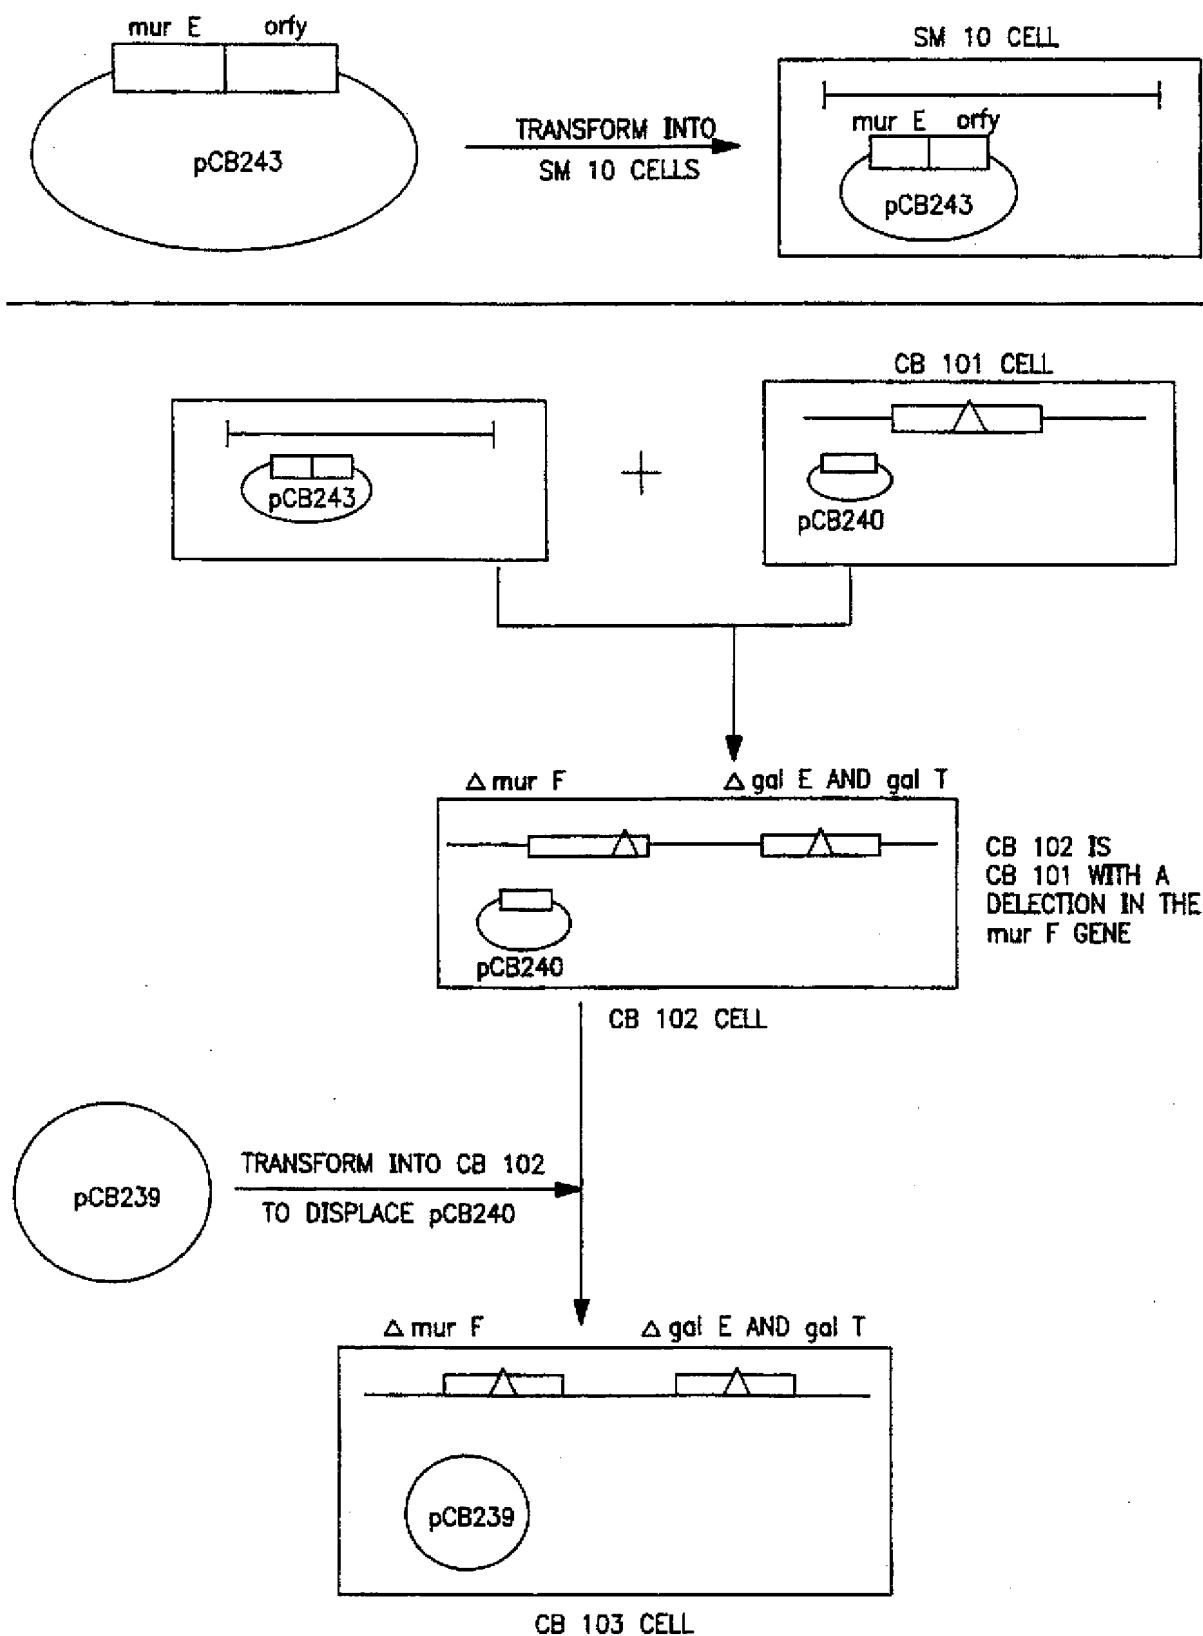 mur E orfy
pCB243
TRANSFORM INTO
SM 10 CELLS
SM 10 CELL
mur E orfy
pCB243
pCB243
CB 101 CELL
pCB240
Δ mur F Δ gal E AND gal T
pCB240
CB 102 IS
CB 101 WITH A
DELECTION IN THE
mur F GENE
CB 102 CELL
pCB239
TRANSFORM INTO CB 102
TO DISPLACE pCB240
Δ mur F Δ gal E AND gal T
pCB239
CB 103 CELL